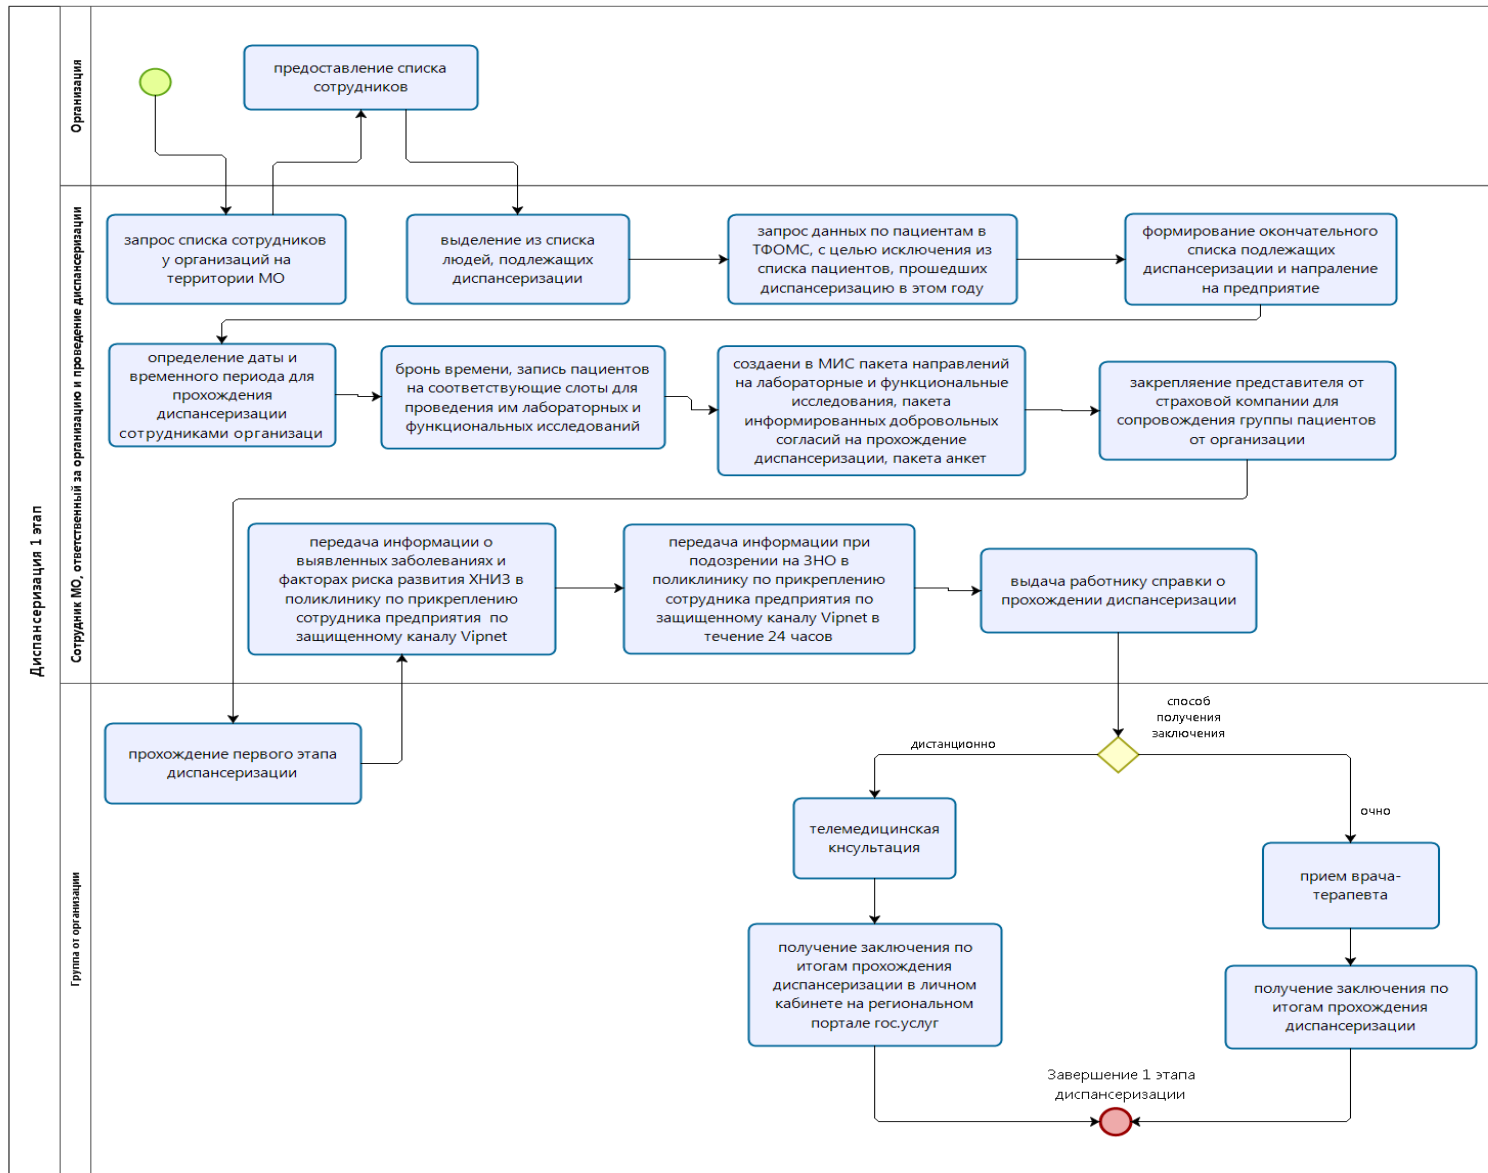 Диспансеризация 1 этап
Организация
предоставление списка
сотрудников
Сотрудник МО, ответственный за организацию и проведение диспансеризации
запрос списка сотрудников
у организаций на
территории МО
выделение из списка
людей, подлежащих
диспансеризации
запрос данных по пациентам в
ТФОМС, с целью исключения из
списка пациентов, прошедших
диспансеризацию в этом году
формирование окончательного
списка подлежащих
диспансеризации и напраление
на предприятие
определение даты и
временного периода для
прохождения
диспансеризации
сотрудниками организаци
бронь времени, запись пациентов
на соответствующие слоты для
проведения им лабораторных и
функциональных исследований
создаени в МИС пакета направлений
на лабораторные и функциональные
исследования, пакета
информированных добровольных
согласий на прохождение
диспансеризации, пакета анкет
закрепляение представителя от
страховой компании для
сопровождения группы пациентов
от организации
передача информации о
выявленных заболеваниях и
факторах риска развития ХНИЗ в
поликлинику по прикреплению
сотрудника предприятия по
защищенному каналу Vipnet
передача информации при
подозрении на ЗНО в
поликлинику по прикреплению
сотрудника предприятия по
защищенному каналу Vipnet в
течение 24 часов
выдача работнику справки о
прохождении диспансеризации
Группа от организации
прохождение первого этапа
диспансеризации
способ
получения
заключения
дистанционно
очно
телемедицинская
кнсультация
прием врача-
терапевта
получение заключения по
итогам прохождения
диспансеризации в личном
кабинете на региональном
портале гос.услуг
получение заключения по
итогам прохождения
диспансеризации
Завершение 1 этапа
диспансеризации